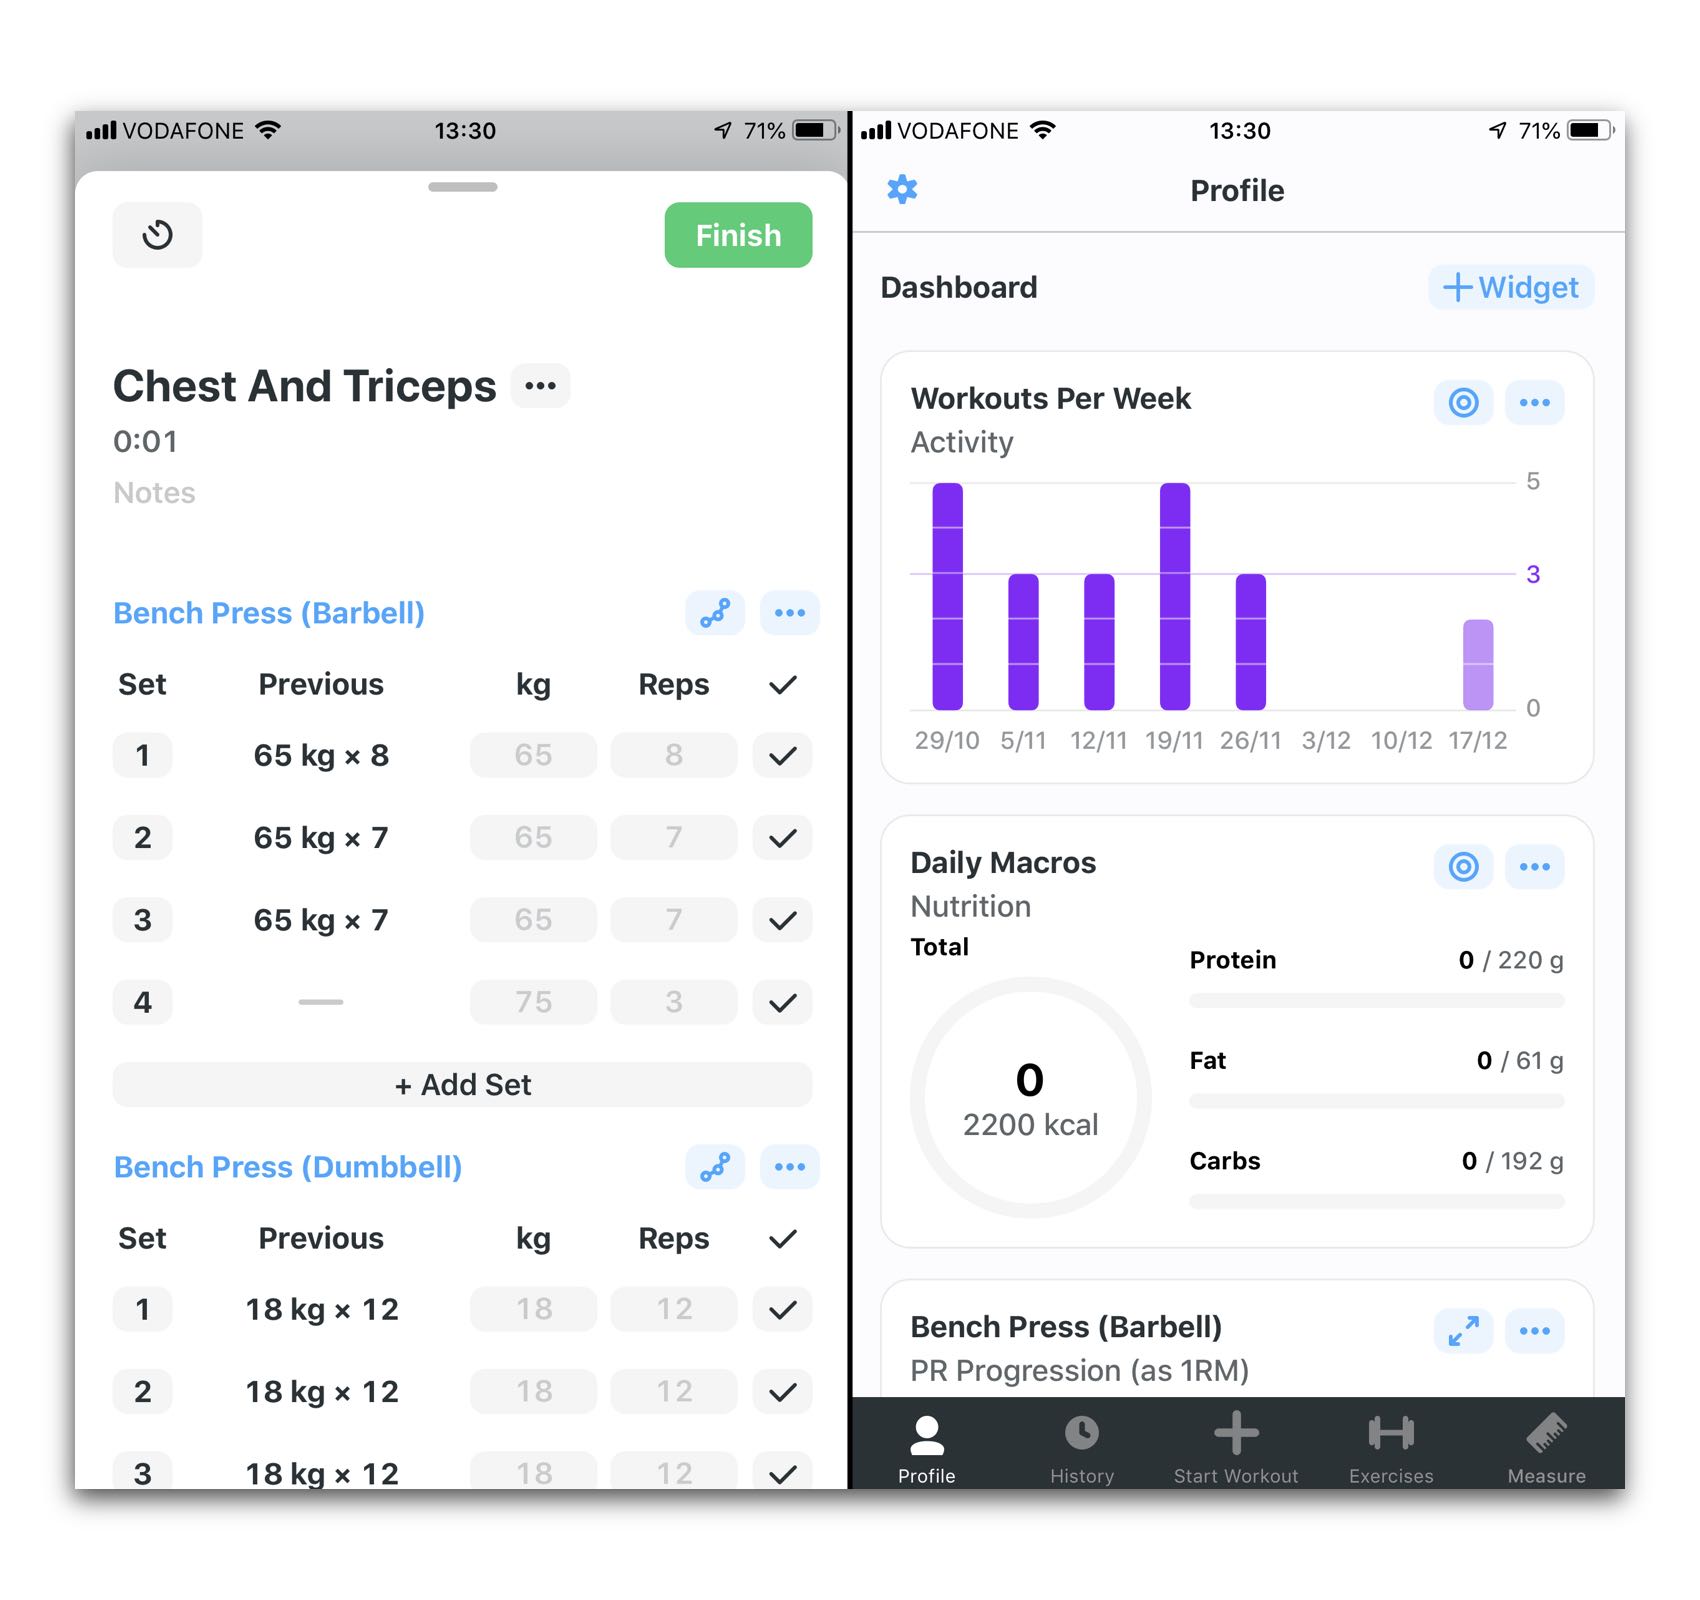 VODAFONE 13:30 71%
Finish
Chest And Triceps
0:01
Notes
Bench Press (Barbell)
Set Previous kg Reps
1 65 kg × 8 65 8
2 65 kg × 7 65 7
3 65 kg × 7 65 7
4 — 75 3
+ Add Set
Bench Press (Dumbbell)
Set Previous kg Reps
1 18 kg × 12 18 12
2 18 kg × 12 18 12
3 18 kg × 12 18 12
VODAFONE 13:30 71%
Profile
Dashboard
+ Widget
Workouts Per Week
Activity
5
3
0
29/10 5/11 12/11 19/11 26/11 3/12 10/12 17/12
Daily Macros
Nutrition
Total
0
2200 kcal
Protein 0 / 220 g
Fat 0 / 61 g
Carbs 0 / 192 g
Bench Press (Barbell)
PR Progression (as 1RM)
Profile History Start Workout Exercises Measure